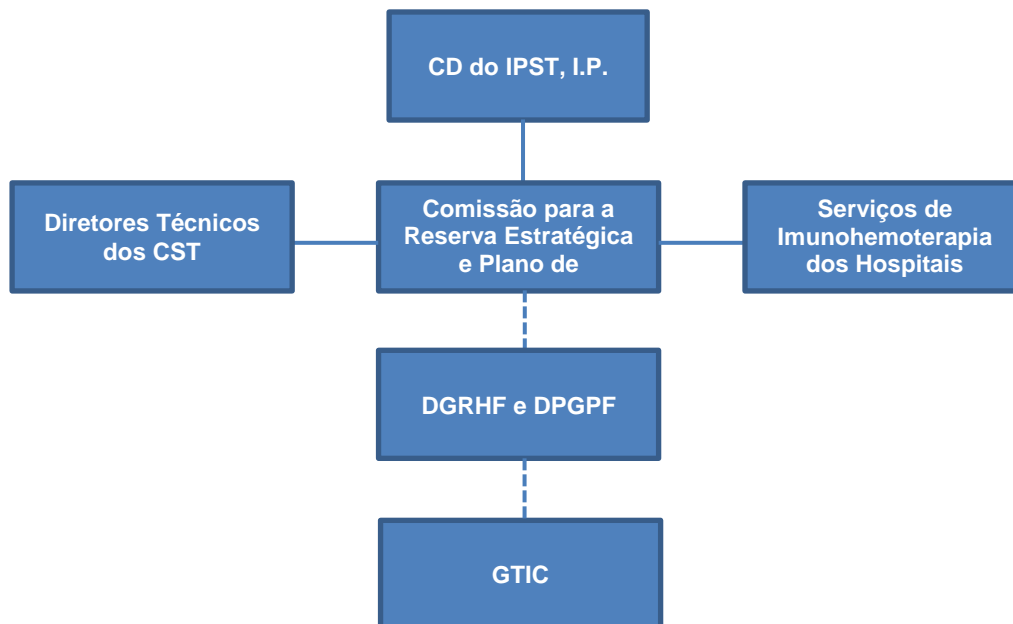 CD do IPST, I.P.
Diretores Técnicos
dos CST
Comissão para a
Reserva Estratégica
e Plano de
Serviços de
Imunohemoterapia
dos Hospitais
DGRHF e DPGPF
GTIC